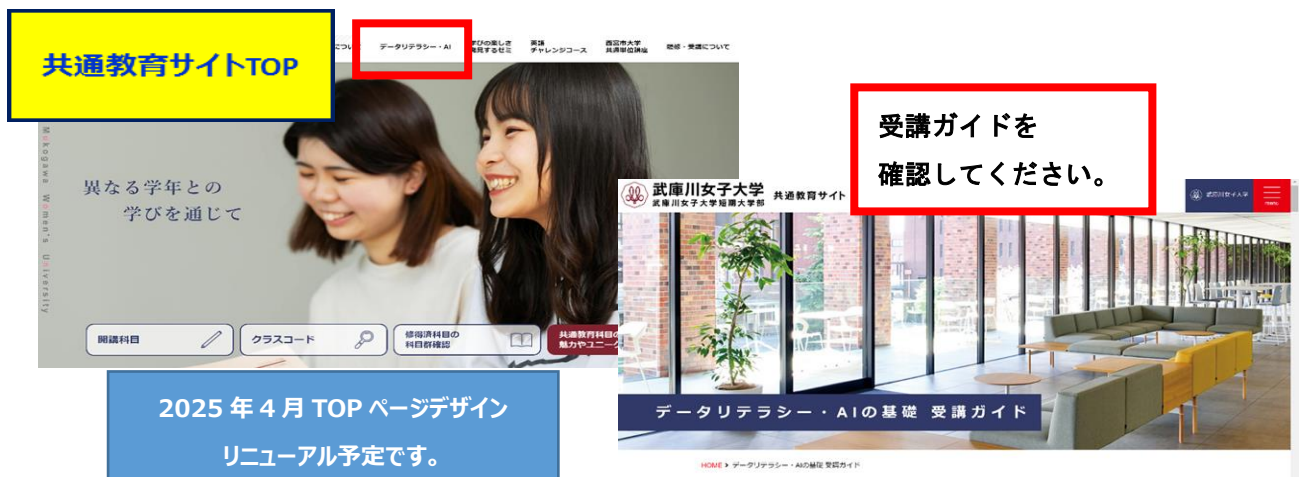 共通教育サイトTOP
ついて
データリテラシー・AI
学びの楽しさ
発見するゼミ
英語
チャレンジコース
西宮市大学
共通単位講座
聴修・受講について
Mukogawa Women's University
異なる学年との
学びを通じて
開講科目
クラスコード
修得済科目の
科目群確認
共通教育科目の
魅力やユニーク
2025 年 4 月 TOP ページデザイン
リニューアル予定です。
受講ガイドを
確認してください。
武庫川女子大学
武庫川女子大学短期大学部
共通教育サイト
武庫川女子大学
menu
データリテラシー・AIの基礎 受講ガイド
HOME > データリテラシー・AIの基礎 受講ガイド